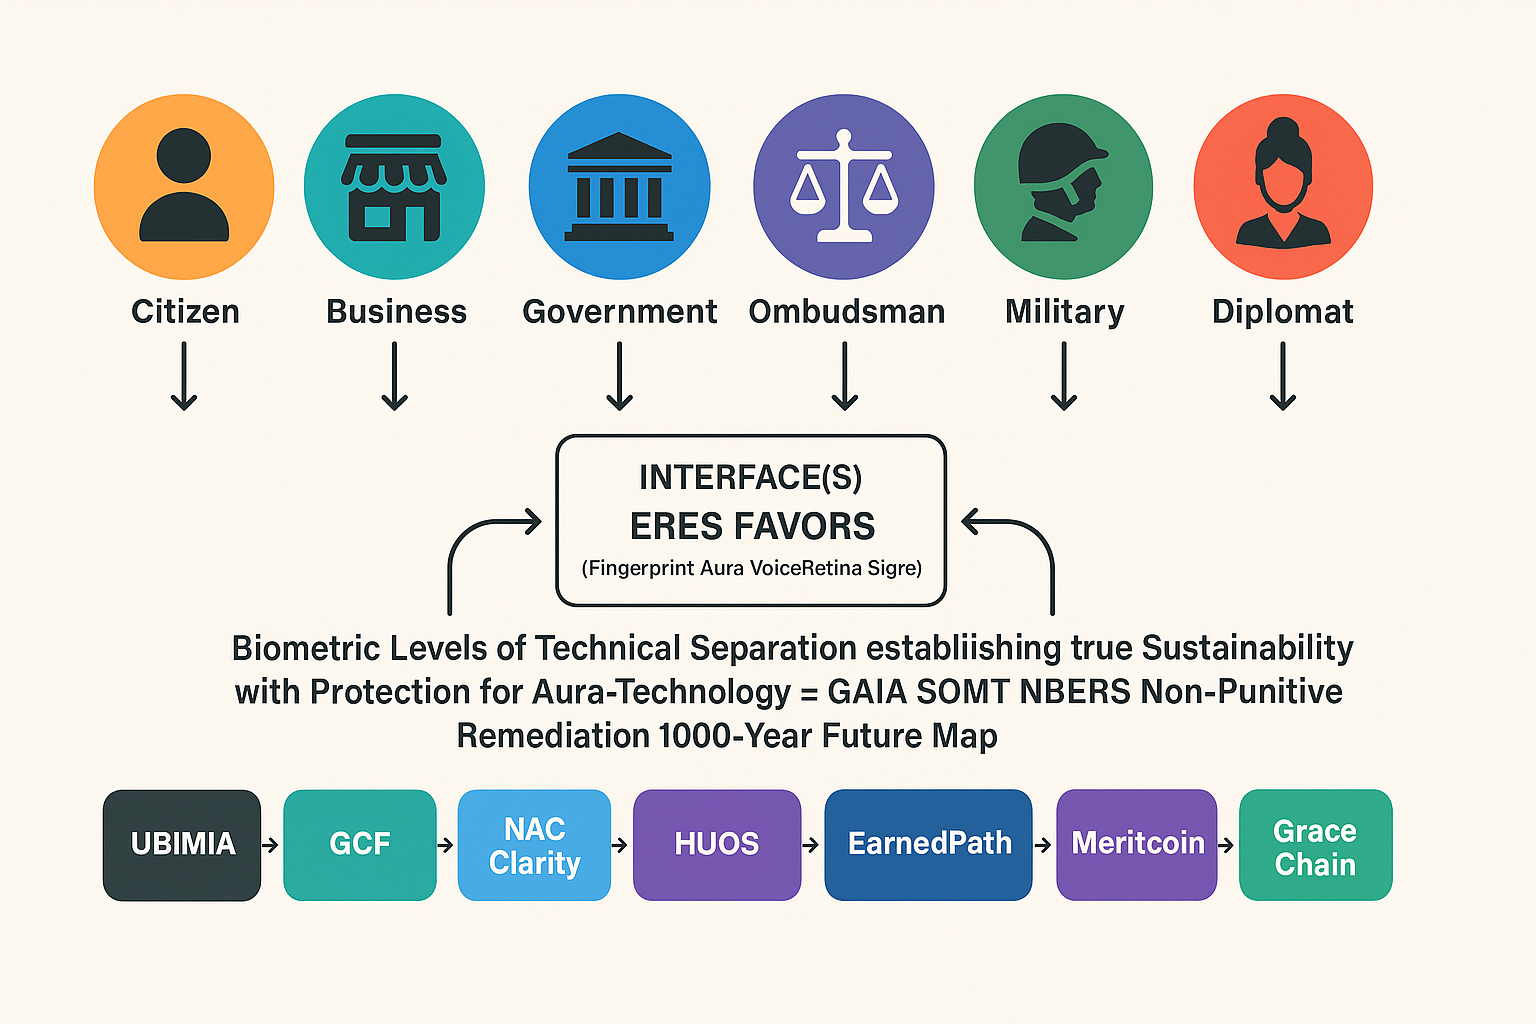 Citizen
Business
Government
Ombudsman
Military
Diplomat
INTERFACE(S)
ERES FAVORS
(Fingerprint Aura VoiceRetina Sigre)
Biometric Levels of Technical Separation establiishing true Sustainability
with Protection for Aura-Technology = GAIA SOMT NBERS Non-Punitive
Remediation 1000-Year Future Map
UBIMIA
GCF
NAC
Clarity
HUOS
EarnedPath
Meritcoin
Grace
Chain